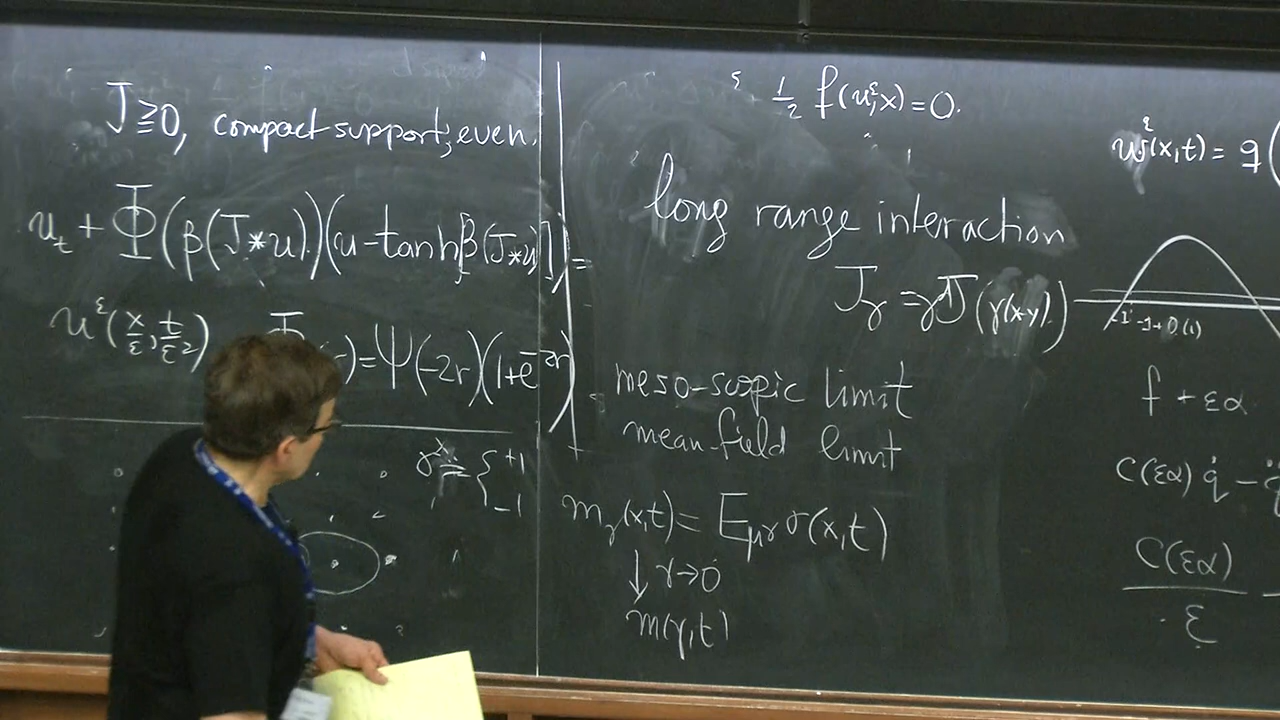 J ≧ 0, compact support, even.
u_t + Φ(β(J*u))(u - tanh[β(J*u)]) =
u^ε(x/ε, t/ε²)
) = Ψ(-2r)(1+e^{-2r})
= { +1
-1
1/2 f(u^ε, x) = 0.
long range interaction
J_γ = γJ(γ(x-y))
meso-scopic limit
mean-field limit
m_γ(x,t) = E_{μ^γ} σ(x,t)
↓ γ→0
m(γ,t)
(x,t) = q(
f + εα
C(εα) q̇ -
C(εα)
ε